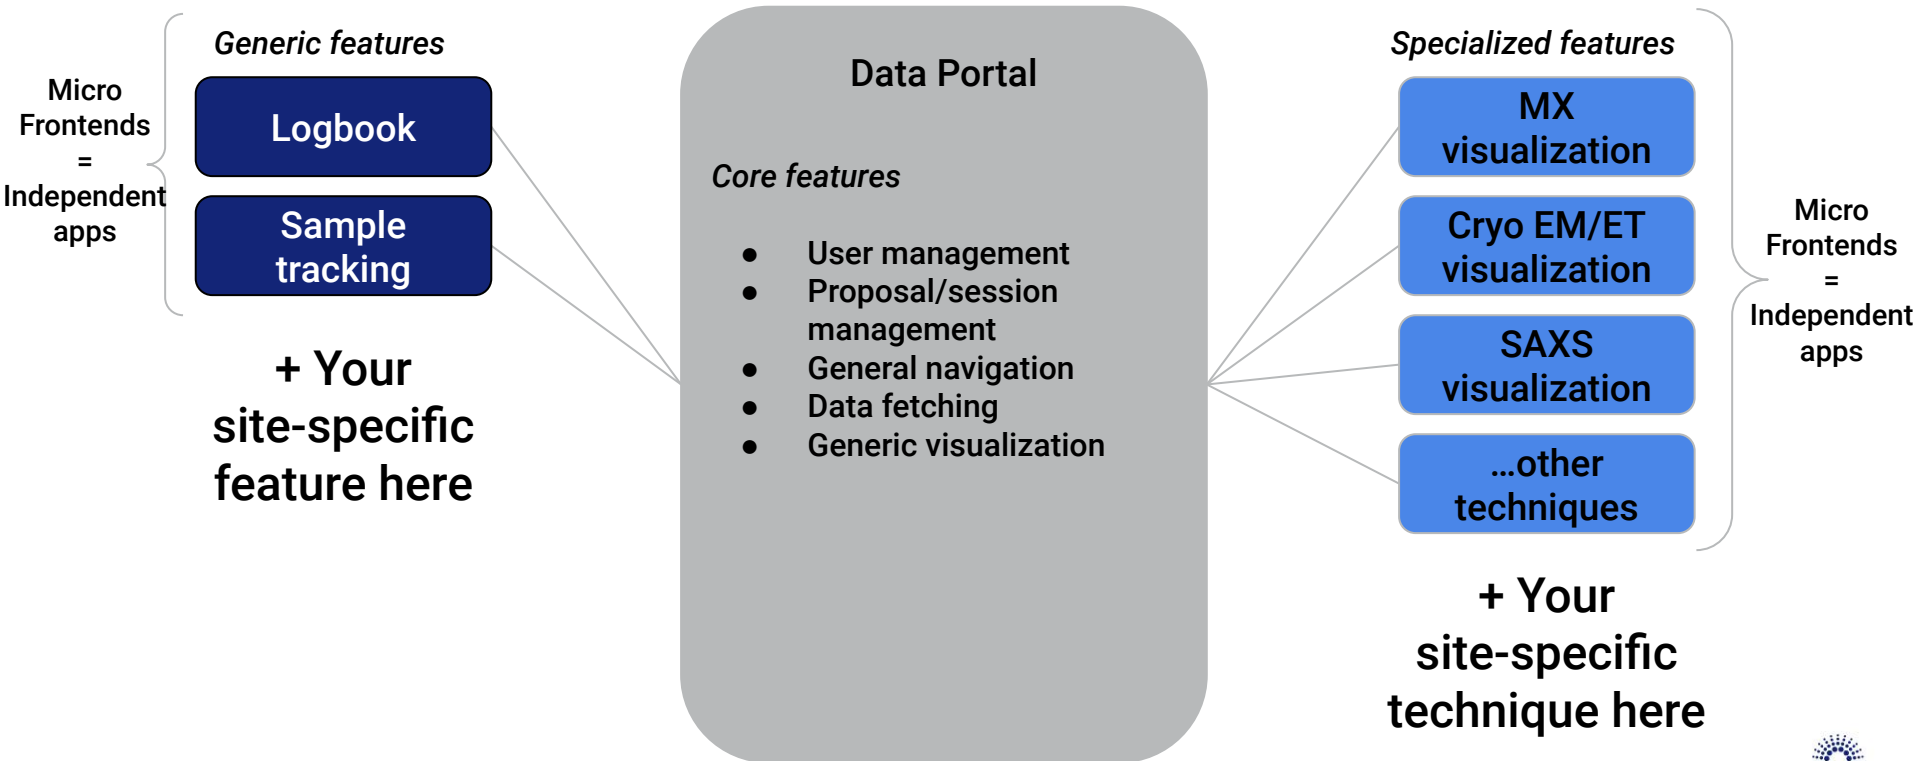 Generic features
Micro
Frontends
=
Independent
apps
Logbook
Sample
tracking
+ Your
site-specific
feature here
Data Portal
Core features
● User management
● Proposal/session
management
● General navigation
● Data fetching
● Generic visualization
Specialized features
MX
visualization
Cryo EM/ET
visualization
SAXS
visualization
...other
techniques
+ Your
site-specific
technique here
Micro
Frontends
=
Independent
apps